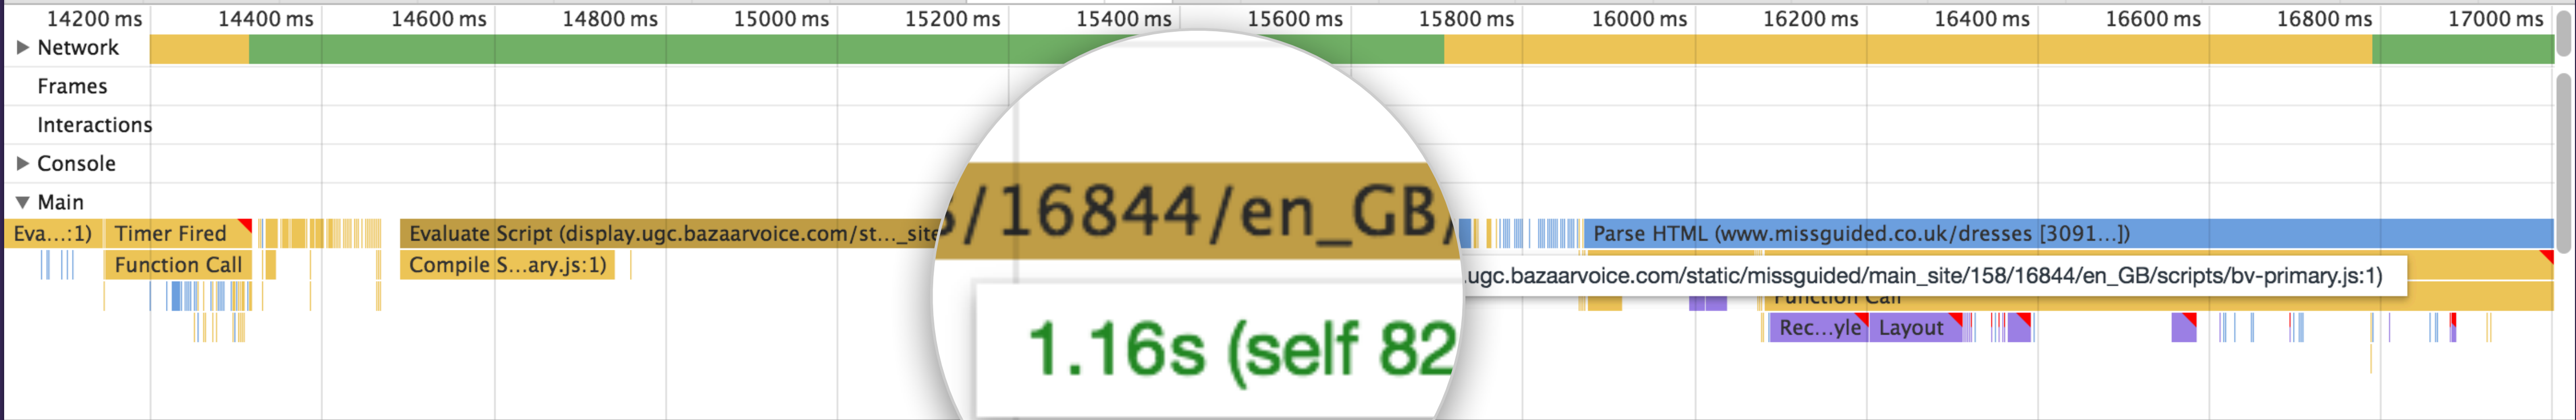 14200 ms 14400 ms 14600 ms 14800 ms 15000 ms 15200 ms 15400 ms 15600 ms 15800 ms 16000 ms 16200 ms 16400 ms 16600 ms 16800 ms 17000 ms
Network
Frames
Interactions
Console
Main
/16844/en_GB/
Eva...:1) Timer Fired Evaluate Script (display.ugc.bazaarvoice.com/st..._site Parse HTML (www.missguided.co.uk/dresses [3091...])
Function Call Compile S...ary.js:1)
.ugc.bazaarvoice.com/static/missguided/main_site/158/16844/en_GB/scripts/bv-primary.js:1)
Function Call
Rec...yle Layout
1.16s (self 82